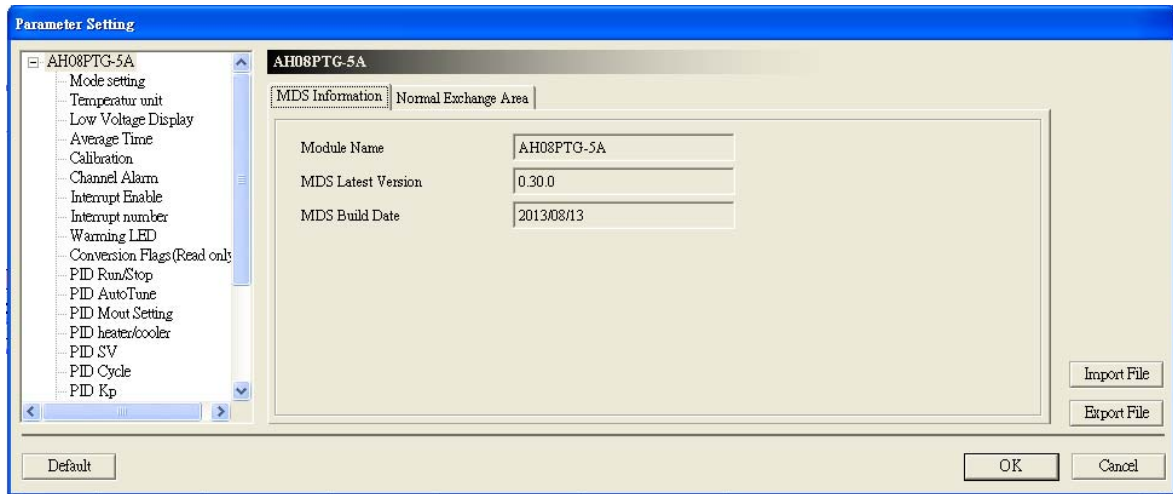 Parameter Setting
AH08PTG-5A
Mode setting
Temperatur unit
Low Voltage Display
Average Time
Calibration
Channel Alarm
Interrupt Enable
Interrupt number
Warming LED
Conversion Flags(Read only
PID Run/Stop
PID AutoTune
PID Mout Setting
PID heater/cooler
PID SV
PID Cycle
PID Kp
AH08PTG-5A
MDS Information
Normal Exchange Area
Module Name
AH08PTG-5A
MDS Latest Version
0.30.0
MDS Build Date
2013/08/13
Import File
Export File
Default
OK
Cancel